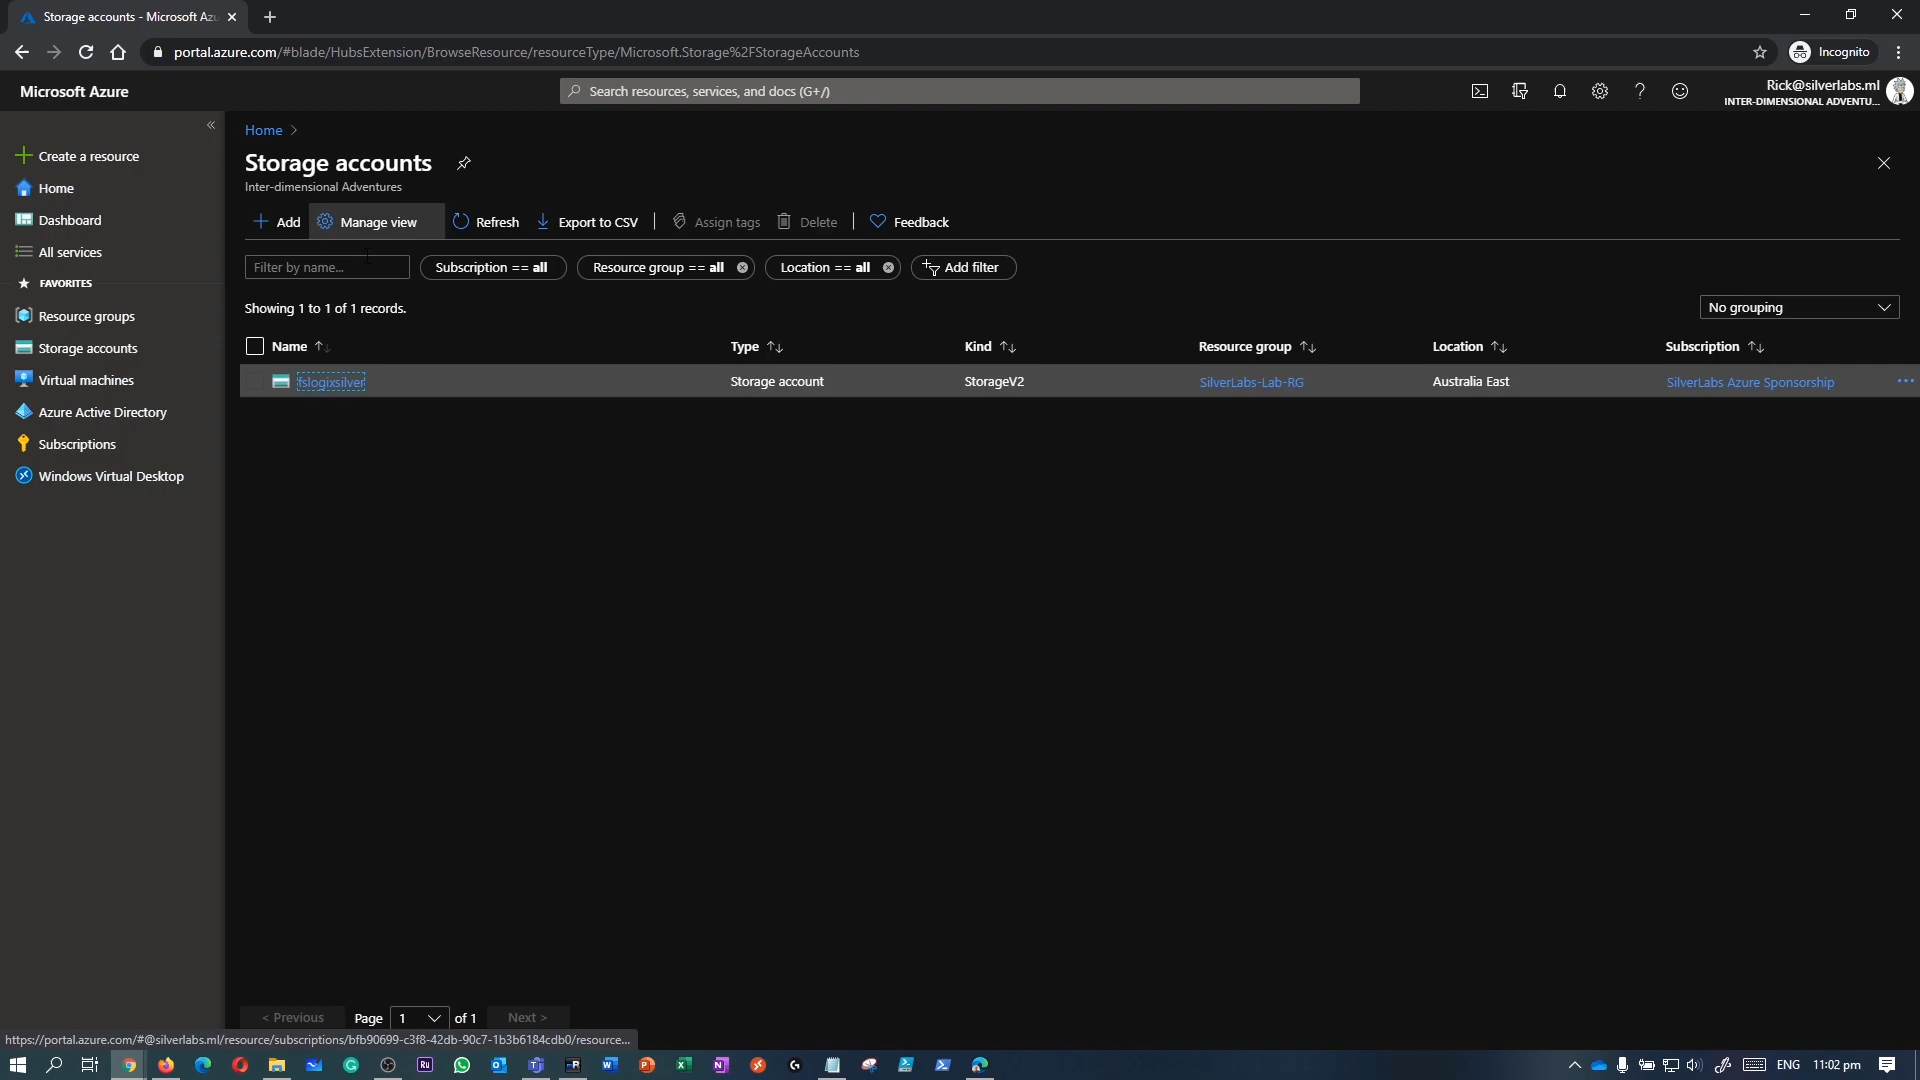 Storage accounts - Microsoft Azu
portal.azure.com/#blade/HubsExtension/BrowseResource/resourceType/Microsoft.Storage%2FStorageAccounts
Incognito
Microsoft Azure
Search resources, services, and docs (G+/)
Rick@silverlabs.ml
INTER-DIMENSIONAL ADVENTU...
Create a resource
Home
Dashboard
All services
FAVORITES
Resource groups
Storage accounts
Virtual machines
Azure Active Directory
Subscriptions
Windows Virtual Desktop
Home
Storage accounts
Inter-dimensional Adventures
Add
Manage view
Refresh
Export to CSV
Assign tags
Delete
Feedback
Filter by name...
Subscription == all
Resource group == all
Location == all
Add filter
Showing 1 to 1 of 1 records.
No grouping
Name Type Kind Resource group Location Subscription
fslogixsilver Storage account StorageV2 SilverLabs-Lab-RG Australia East SilverLabs Azure Sponsorship
< Previous Page 1 of 1 Next >
https://portal.azure.com/#@silverlabs.ml/resource/subscriptions/bfb90699-c3f8-42db-90c7-1b3b6184cdb0/resource...
ENG 11:02 pm